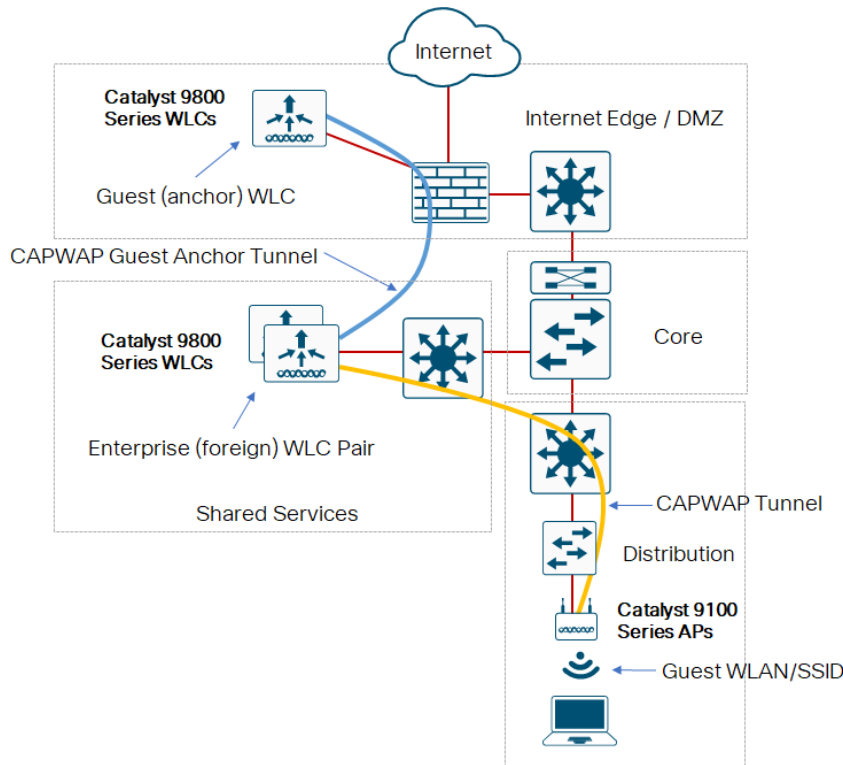 Internet
Catalyst 9800
Series WLCs
Internet Edge / DMZ
Guest (anchor) WLC
CAPWAP Guest Anchor Tunnel
Catalyst 9800
Series WLCs
Core
Enterprise (foreign) WLC Pair
Shared Services
CAPWAP Tunnel
Distribution
Catalyst 9100
Series APs
Guest WLAN/SSID